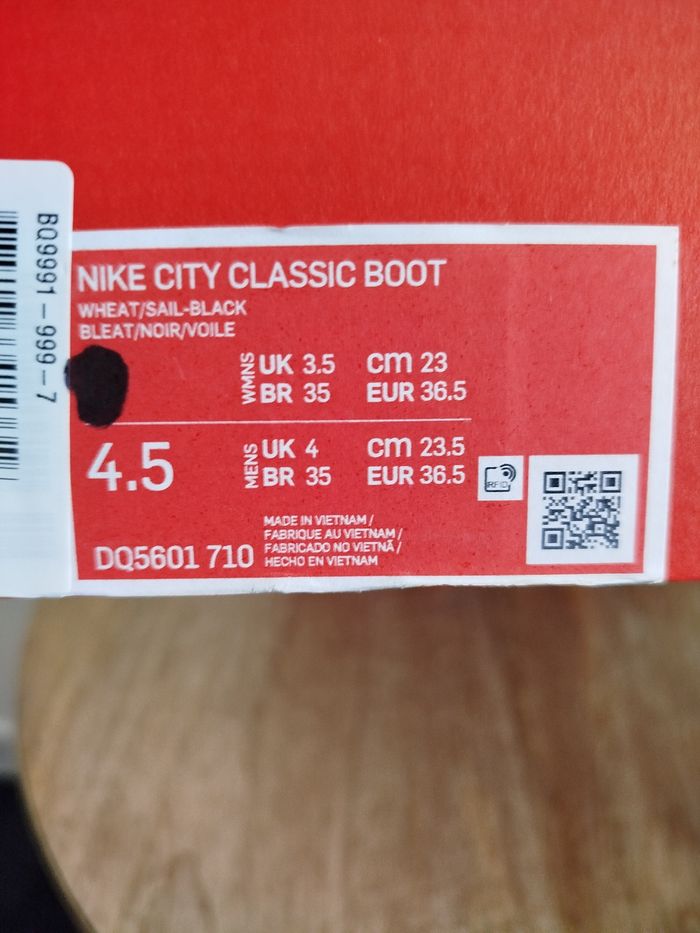 BQ9991-999-7
NIKE CITY CLASSIC BOOT
WHEAT/SAIL-BLACK
BLEAT/NOIR/VOILE
WMNS
UK 3.5 cm 23
BR 35 EUR 36.5
4.5
MENS
UK 4 cm 23.5
BR 35 EUR 36.5
RFID
DQ5601 710
MADE IN VIETNAM /
FABRIQUE AU VIETNAM /
FABRICADO NO VIETNÃ /
HECHO EN VIETNAM